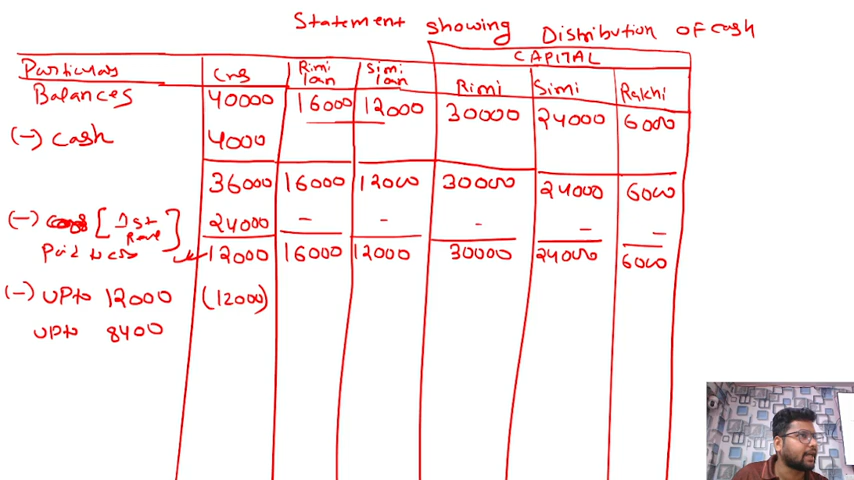 Statement showing Distribution of cash
CAPITAL
Particulars Crs Rimi loan Simi loan Rimi Simi Rakhi
Balances 40000 16000 12000 30000 24000 6000
(-) cash 4000
36000 16000 12000 30000 24000 6000
(-) [1st 24000 - - - - -
Paid to 12000 16000 12000 30000 24000 6000
(-) upto 12000 (12000)
upto 8400